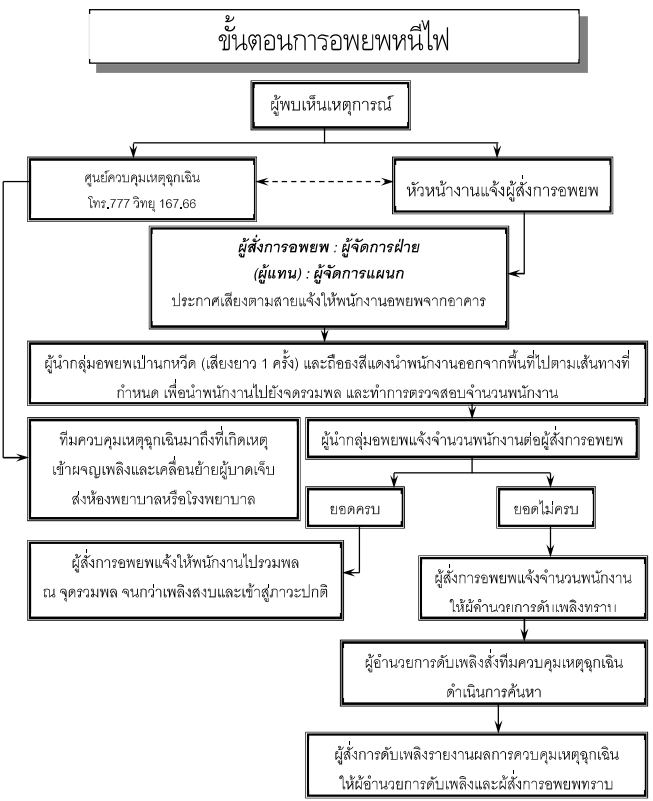 ขั้นตอนการอพยพหนีไฟ
ผู้พบเห็นเหตุการณ์
ศูนย์ควบคุมเหตุฉุกเฉิน
โทร.777 วิทยุ 167.66
หัวหน้างานแจ้งผู้สั่งการอพยพ
ผู้สั่งการอพยพ : ผู้จัดการฝ่าย
(ผู้แทน) : ผู้จัดการแผนก
ประกาศเสียงตามสายแจ้งให้พนักงานอพยพจากอาคาร
ผู้นำกลุ่มอพยพเป่านกหวีด (เสียงยาว 1 ครั้ง) และถือธงสีแดงนำพนักงานออกจากพื้นที่ไปตามเส้นทางที่
กำหนด เพื่อนำพนักงานไปยังจุดรวมพล และทำการตรวจสอบจำนวนพนักงาน
ทีมควบคุมเหตุฉุกเฉินมาถึงที่เกิดเหตุ
เข้าผจญเพลิงและเคลื่อนย้ายผู้บาดเจ็บ
ส่งห้องพยาบาลหรือโรงพยาบาล
ผู้นำกลุ่มอพยพแจ้งจำนวนพนักงานต่อผู้สั่งการอพยพ
ยอดครบ
ยอดไม่ครบ
ผู้สั่งการอพยพแจ้งให้พนักงานไปรวมพล
ณ จุดรวมพล จนกว่าเพลิงสงบและเข้าสู่ภาวะปกติ
ผู้สั่งการอพยพแจ้งจำนวนพนักงาน
ให้ผู้อำนวยการดับเพลิงทราบ
ผู้อำนวยการดับเพลิงสั่งทีมควบคุมเหตุฉุกเฉิน
ดำเนินการค้นหา
ผู้สั่งการดับเพลิงรายงานผลการควบคุมเหตุฉุกเฉิน
ให้ผู้อำนวยการดับเพลิงและผู้สั่งการอพยพทราบ